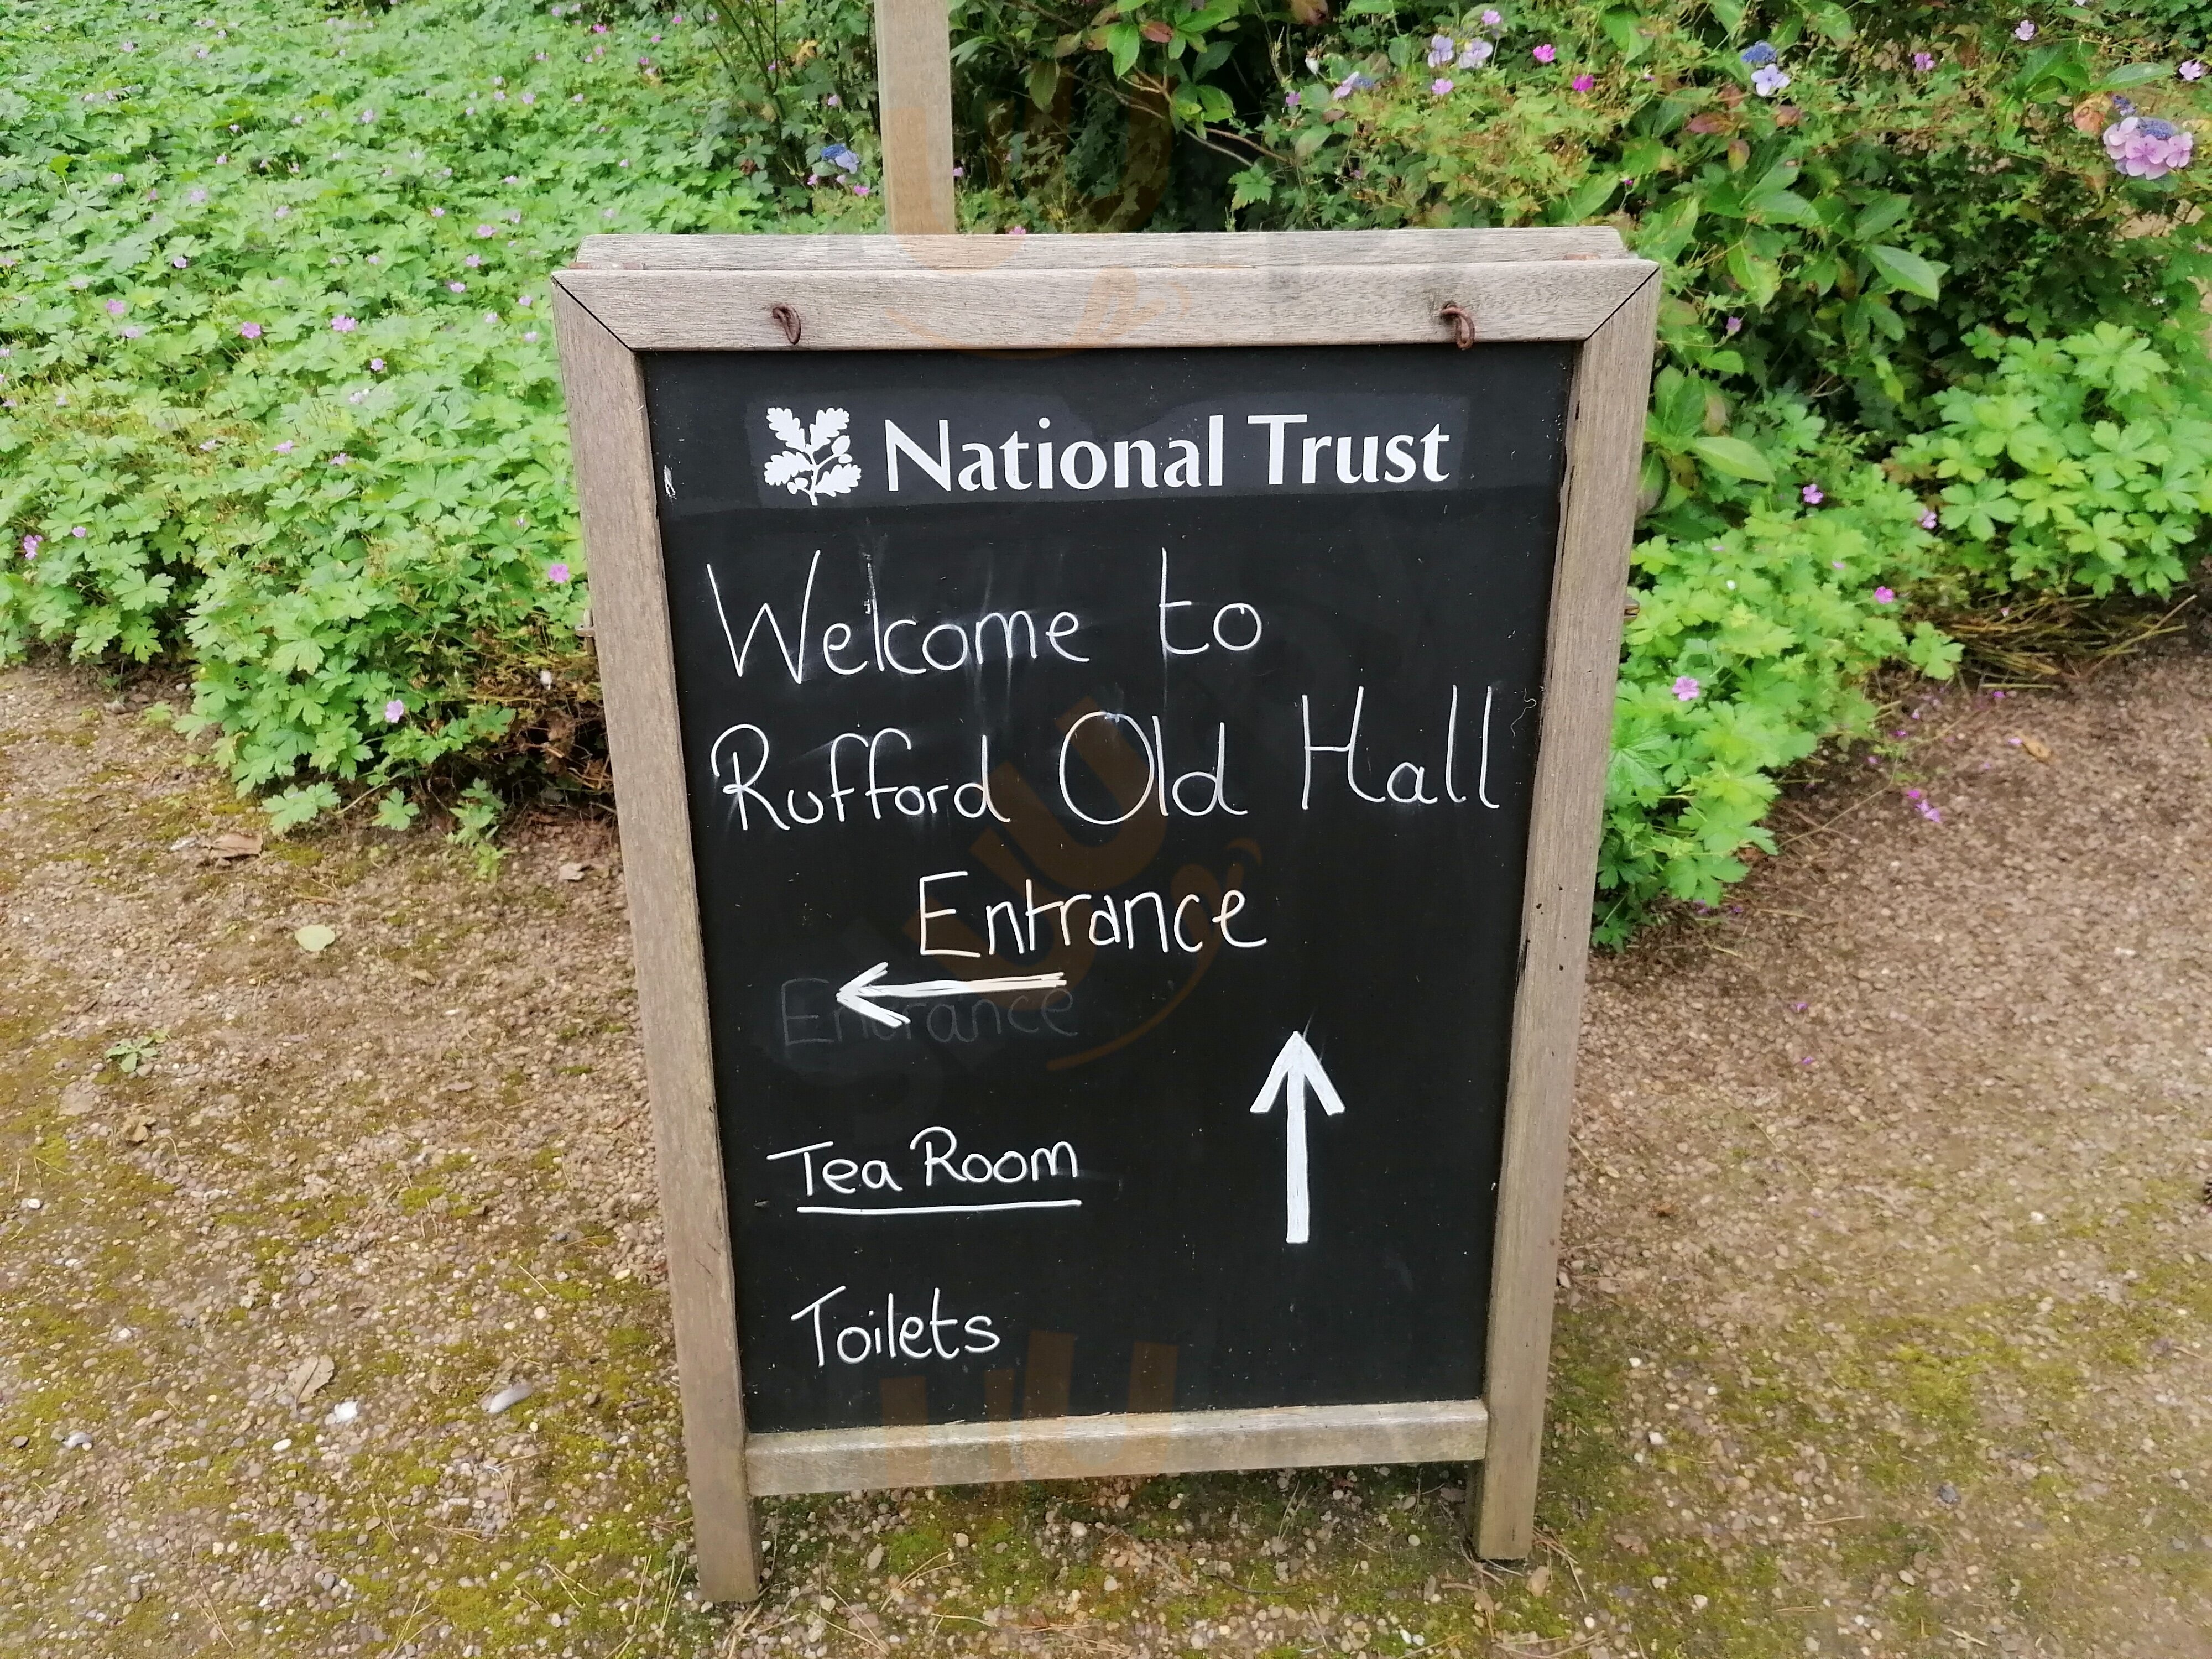 National Trust
Welcome to
Rufford Old Hall
Entrance
Entrance
Tea Room
Toilets